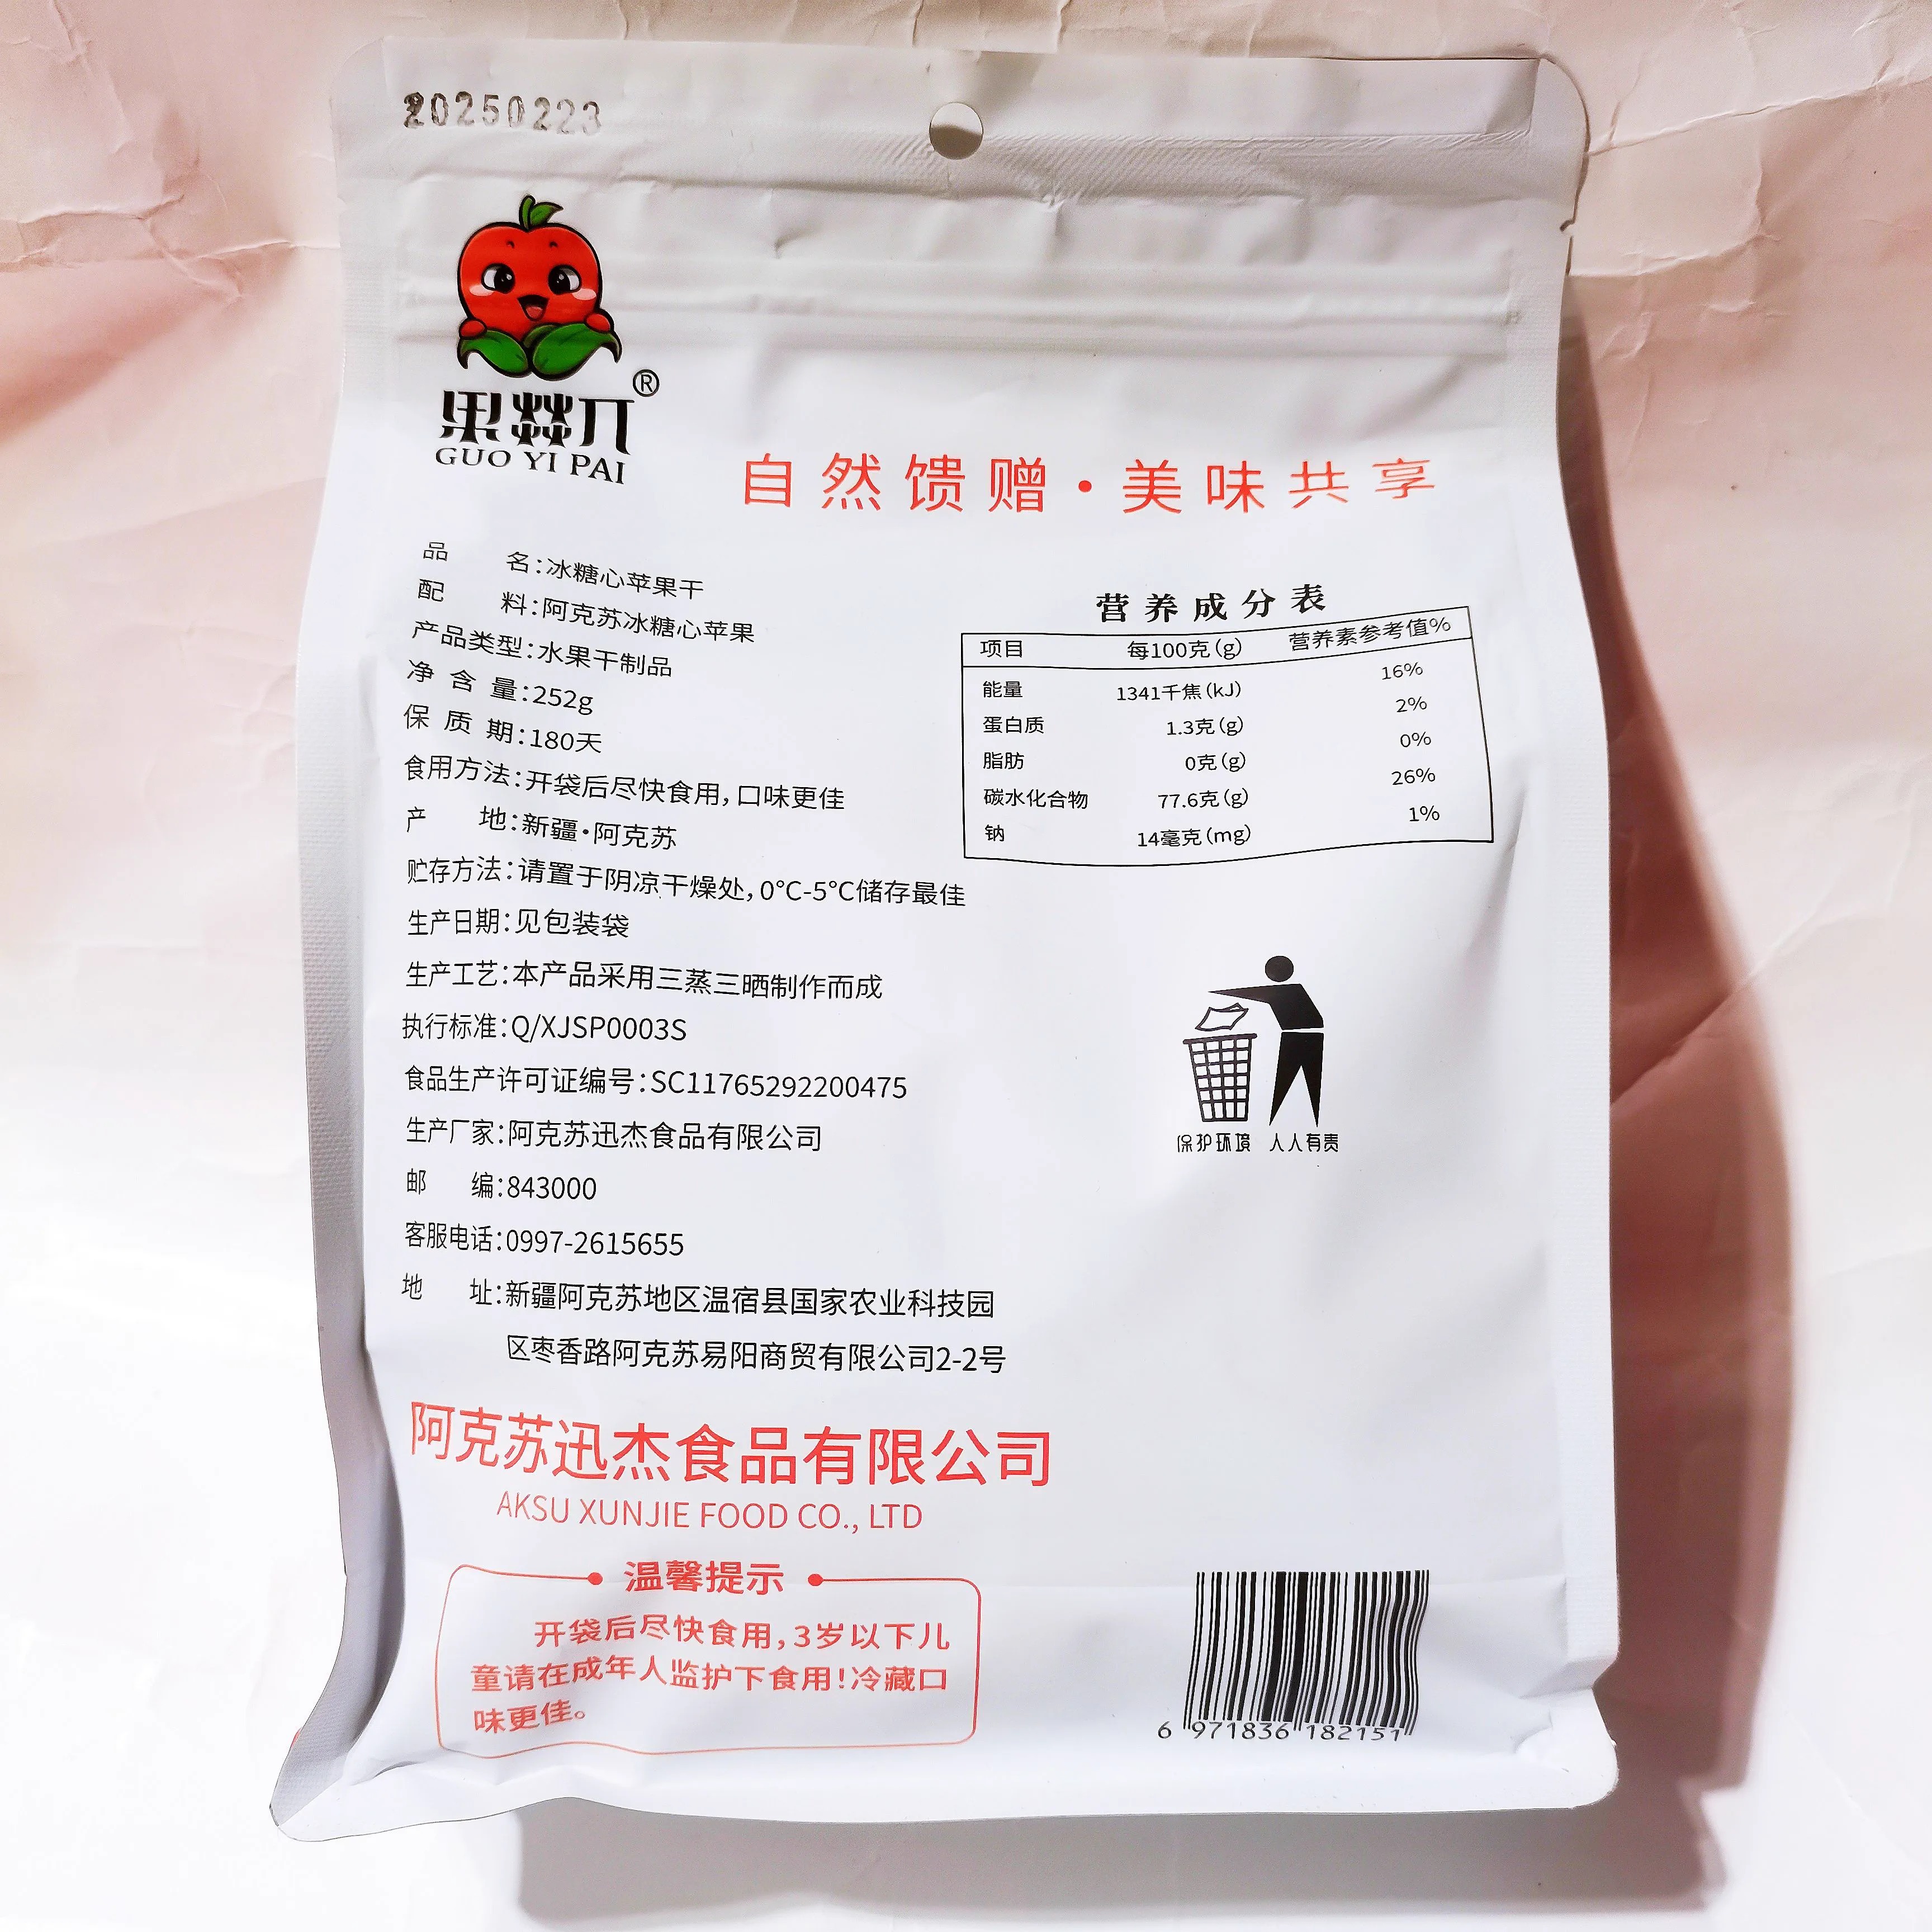 20250223
®
GUO YI PAI
自然馈赠·美味共享
品 名:冰糖心苹果干
配 料:阿克苏冰糖心苹果
产品类型:水果干制品
净 含 量:252g
保 质 期:180天
食用方法:开袋后尽快食用,口味更佳
产 地:新疆·阿克苏
贮存方法:请置于阴凉干燥处,0°C-5°C储存最佳
生产日期:见包装袋
生产工艺:本产品采用三蒸三晒制作而成
执行标准:Q/XJSP0003S
食品生产许可证编号:SC11765292200475
生产厂家:阿克苏迅杰食品有限公司
邮 编:843000
客服电话:0997-2615655
地 址:新疆阿克苏地区温宿县国家农业科技园
区枣香路阿克苏易阳商贸有限公司2-2号
营养成分表
项目 每100克(g) 营养素参考值%
能量 1341千焦(kJ) 16%
蛋白质 1.3克(g) 2%
脂肪 0克(g) 0%
碳水化合物 77.6克(g) 26%
钠 14毫克(mg) 1%
保护环境 人人有责
阿克苏迅杰食品有限公司
AKSU XUNJIE FOOD CO., LTD
温馨提示
开袋后尽快食用,3岁以下儿
童请在成年人监护下食用!冷藏口
味更佳。
6 971836 182151